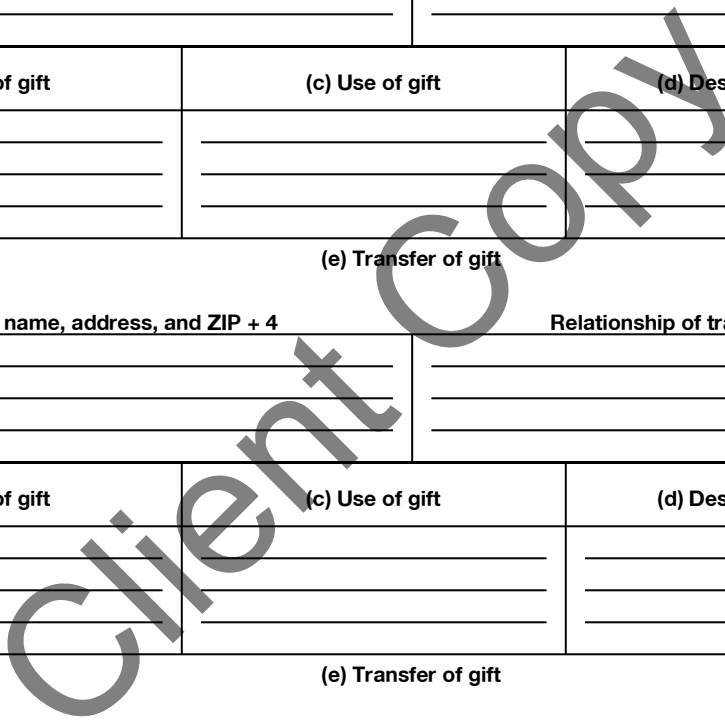 of gift (c) Use of gift (d) Des
(e) Transfer of gift
name, address, and ZIP + 4 Relationship of tra
of gift (c) Use of gift (d) Des
(e) Transfer of gift
Client Copy